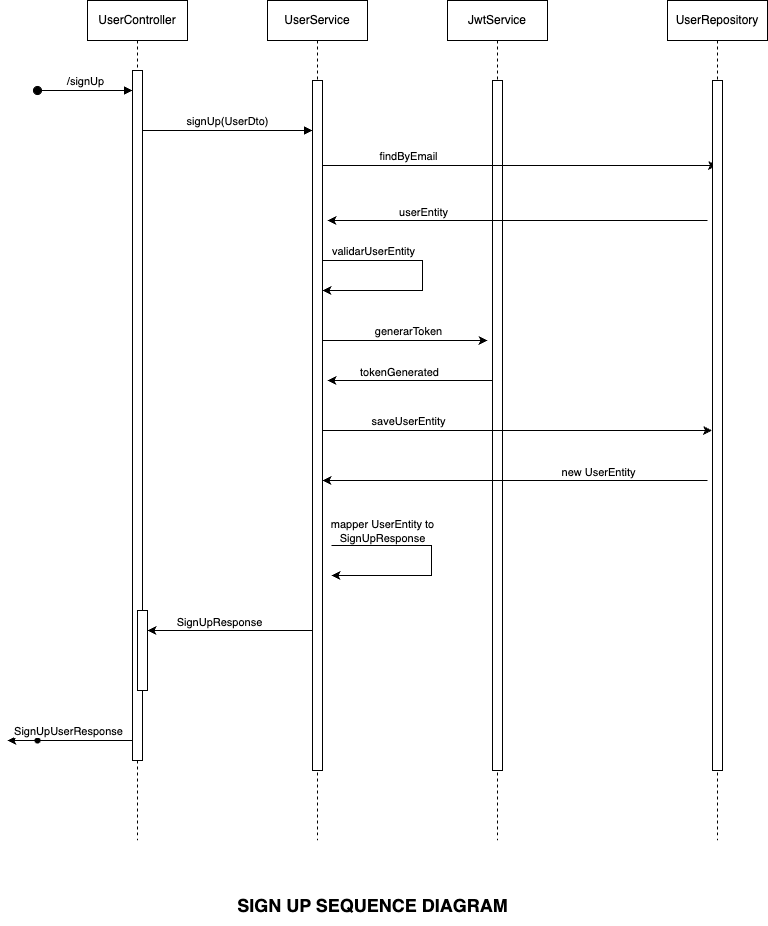 UserController
UserService
JwtService
UserRepository
/signUp
signUp(UserDto)
findByEmail
userEntity
validarUserEntity
generarToken
tokenGenerated
saveUserEntity
new UserEntity
mapper UserEntity to
SignUpResponse
SignUpResponse
SignUpUserResponse
SIGN UP SEQUENCE DIAGRAM